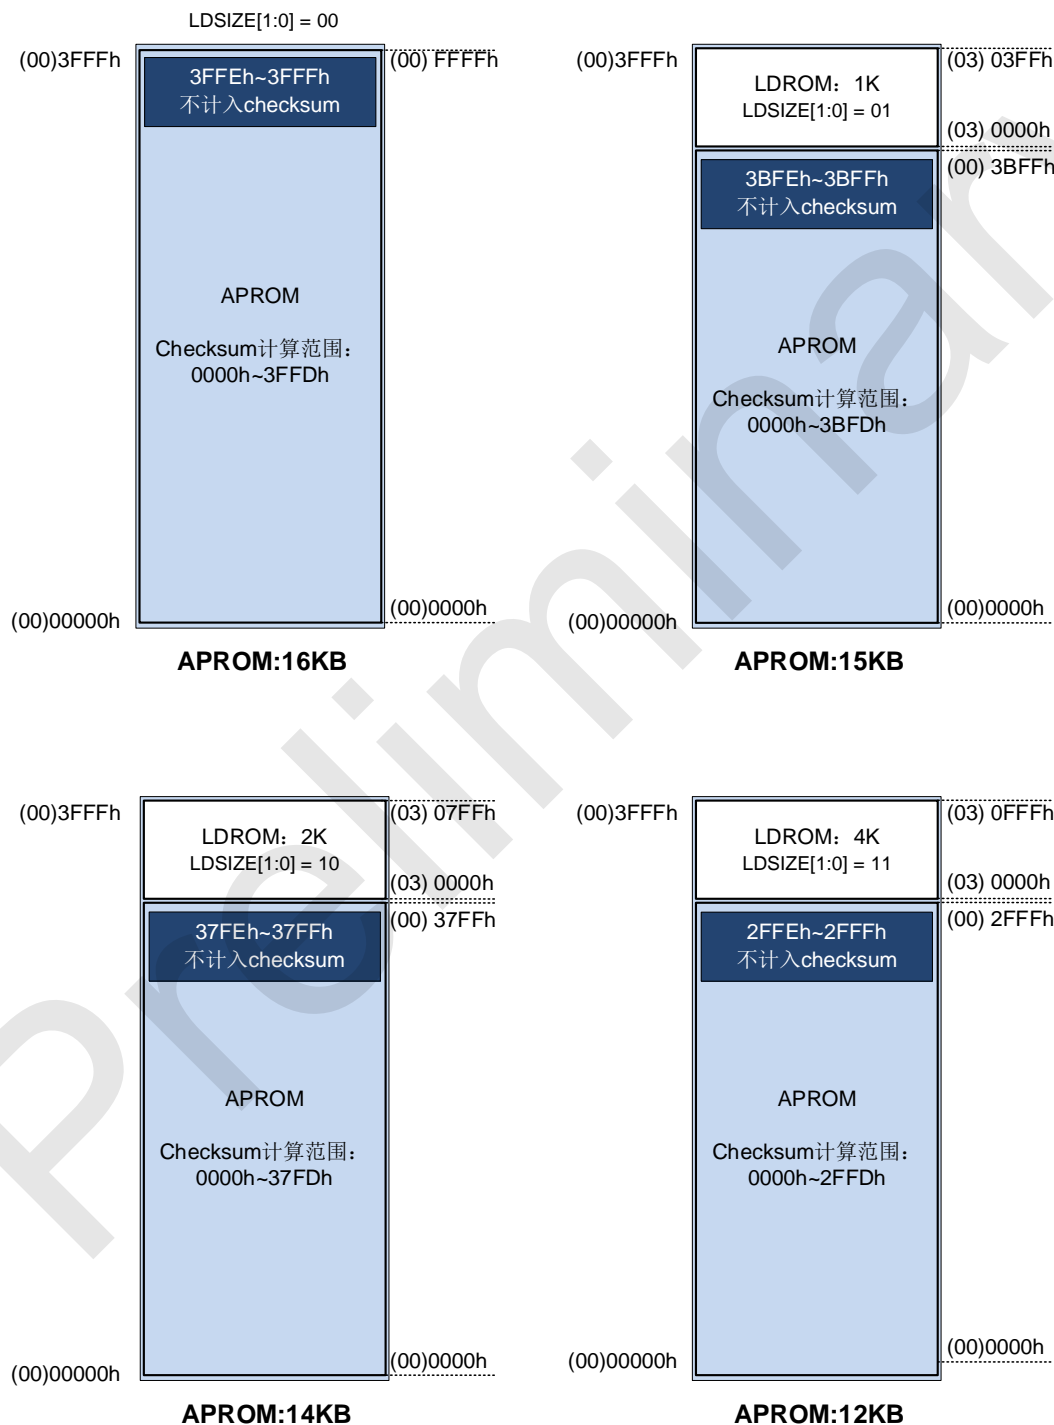 LDSIZE[1:0] = 00
(00)3FFFh
(00) FFFFh
3FFEh~3FFFh
不计入checksum
APROM
Checksum计算范围：
0000h~3FFDh
(00)0000h
(00)00000h
APROM:16KB
(00)3FFFh
(03) 03FFh
LDROM：1K
LDSIZE[1:0] = 01
(03) 0000h
(00) 3BFFh
3BFEh~3BFFh
不计入checksum
APROM
Checksum计算范围：
0000h~3BFDh
(00)0000h
(00)00000h
APROM:15KB
(00)3FFFh
(03) 07FFh
LDROM：2K
LDSIZE[1:0] = 10
(03) 0000h
(00) 37FFh
37FEh~37FFh
不计入checksum
APROM
Checksum计算范围：
0000h~37FDh
(00)0000h
(00)00000h
APROM:14KB
(00)3FFFh
(03) 0FFFh
LDROM：4K
LDSIZE[1:0] = 11
(03) 0000h
(00) 2FFFh
2FFEh~2FFFh
不计入checksum
APROM
Checksum计算范围：
0000h~2FFDh
(00)0000h
(00)00000h
APROM:12KB
Preliminary